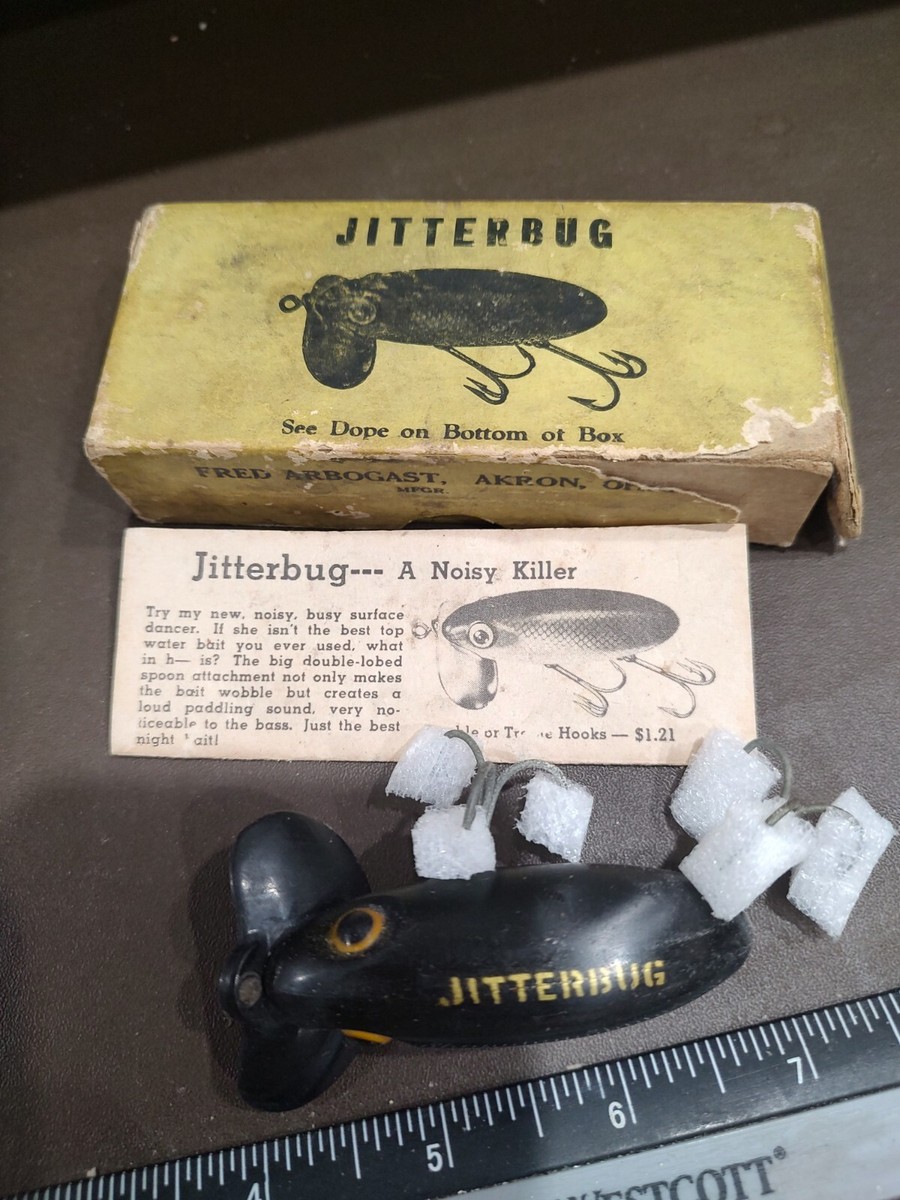 JITTERBUG
See Dope on Bottom of Box
FRED ARBOGAST, AKRON,
MFGR.
Jitterbug--- A Noisy Killer
Try my new, noisy, busy surface
dancer. If she isn't the best top
water bait you ever used, what
in h— is? The big double-lobed
spoon attachment not only makes
the bait wobble but creates a
loud paddling sound, very no-
ticeable to the bass. Just the best
night
or Hooks — $1.21
JITTERBUG
4
5
6
7
WESTCOTT®